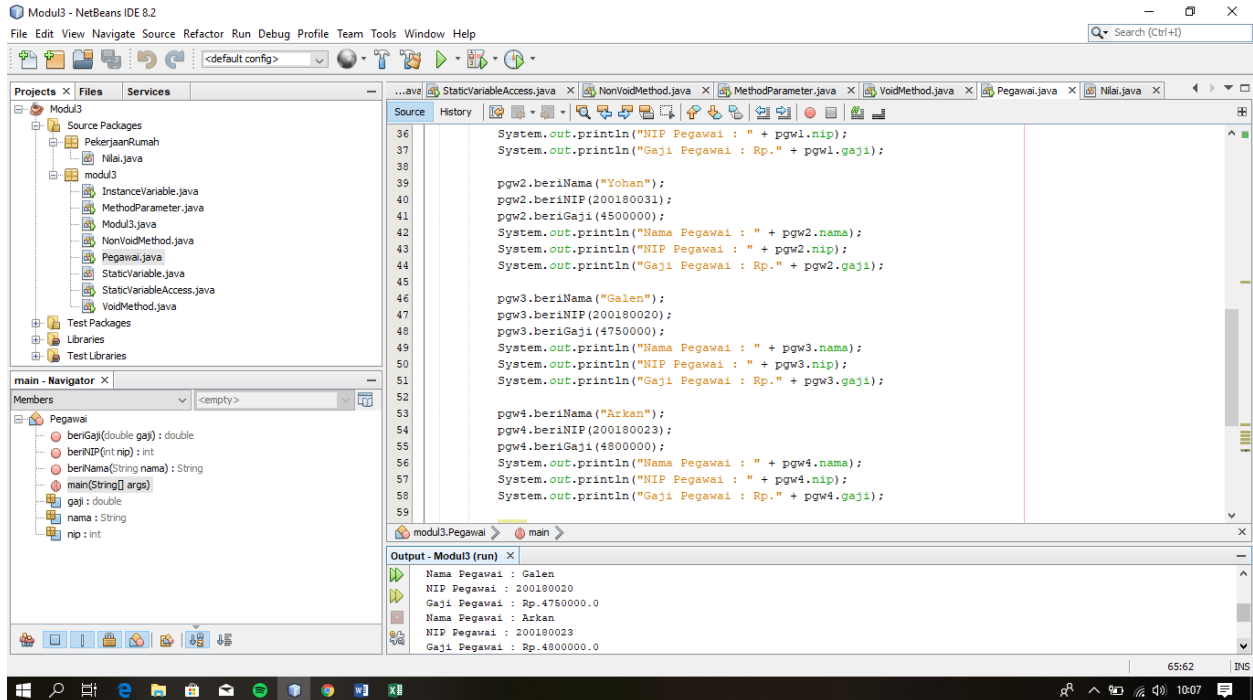 Modul3 - NetBeans IDE 8.2
File Edit View Navigate Source Refactor Run Debug Profile Team Tools Window Help
Search (Ctrl+I)
<default config>
Projects Files Services
Modul3
Source Packages
PekerjaanRumah
Nilai.java
modul3
InstanceVariable.java
MethodParameter.java
Modul3.java
NonVoidMethod.java
Pegawai.java
StaticVariable.java
StaticVariableAccess.java
VoidMethod.java
Test Packages
Libraries
Test Libraries
main - Navigator
Members <empty>
Pegawai
beriGaji(double gaji) : double
beriNIP(int nip) : int
beriNama(String nama) : String
main(String[] args)
gaji : double
nama : String
nip : int
...ava StaticVariableAccess.java NonVoidMethod.java MethodParameter.java VoidMethod.java Pegawai.java Nilai.java
Source History
36 System.out.println("NIP Pegawai : " + pgw1.nip);
37 System.out.println("Gaji Pegawai : Rp." + pgw1.gaji);
38
39 pgw2.beriNama("Yohan");
40 pgw2.beriNIP(200180031);
41 pgw2.beriGaji(4500000);
42 System.out.println("Nama Pegawai : " + pgw2.nama);
43 System.out.println("NIP Pegawai : " + pgw2.nip);
44 System.out.println("Gaji Pegawai : Rp." + pgw2.gaji);
45
46 pgw3.beriNama("Galen");
47 pgw3.beriNIP(200180020);
48 pgw3.beriGaji(4750000);
49 System.out.println("Nama Pegawai : " + pgw3.nama);
50 System.out.println("NIP Pegawai : " + pgw3.nip);
51 System.out.println("Gaji Pegawai : Rp." + pgw3.gaji);
52
53 pgw4.beriNama("Arkan");
54 pgw4.beriNIP(200180023);
55 pgw4.beriGaji(4800000);
56 System.out.println("Nama Pegawai : " + pgw4.nama);
57 System.out.println("NIP Pegawai : " + pgw4.nip);
58 System.out.println("Gaji Pegawai : Rp." + pgw4.gaji);
59
modul3.Pegawai main
Output - Modul3 (run)
Nama Pegawai : Galen
NIP Pegawai : 200180020
Gaji Pegawai : Rp.4750000.0
Nama Pegawai : Arkan
NIP Pegawai : 200180023
Gaji Pegawai : Rp.4800000.0
65:62 INS
10:07